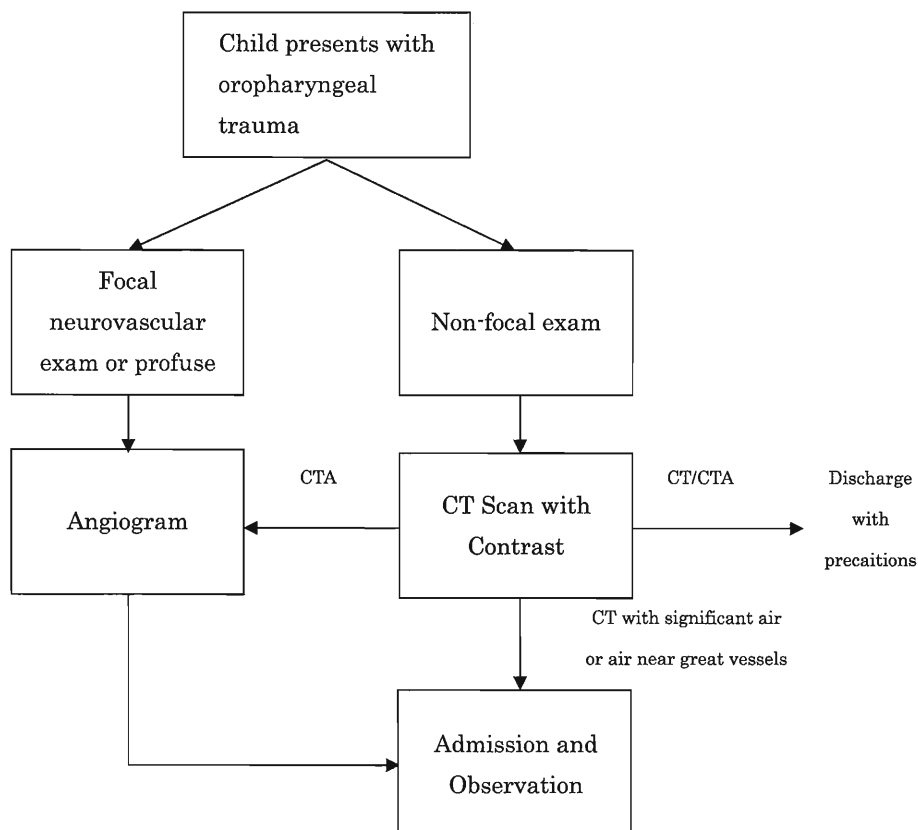 Child presents with
oropharyngeal
trauma
Focal
neurovascular
exam or profuse
Non-focal exam
Angiogram
CTA
CT Scan with
Contrast
CT/CTA
Discharge
with
precaitions
CT with significant air
or air near great vessels
Admission and
Observation